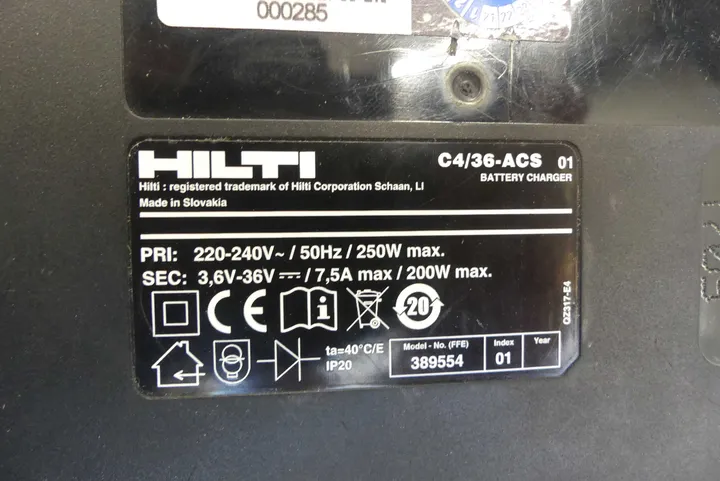 000285
HILTI
C4/36-ACS 01
BATTERY CHARGER
Hilti : registered trademark of Hilti Corporation Schaan, LI
Made in Slovakia
PRI: 220-240V~ / 50Hz / 250W max.
SEC: 3,6V-36V ⎓ / 7,5A max / 200W max.
CE
i
20
QZ317-E4
ta=40°C/E
IP20
Model - No. (FFE)
389554
Index
01
Year